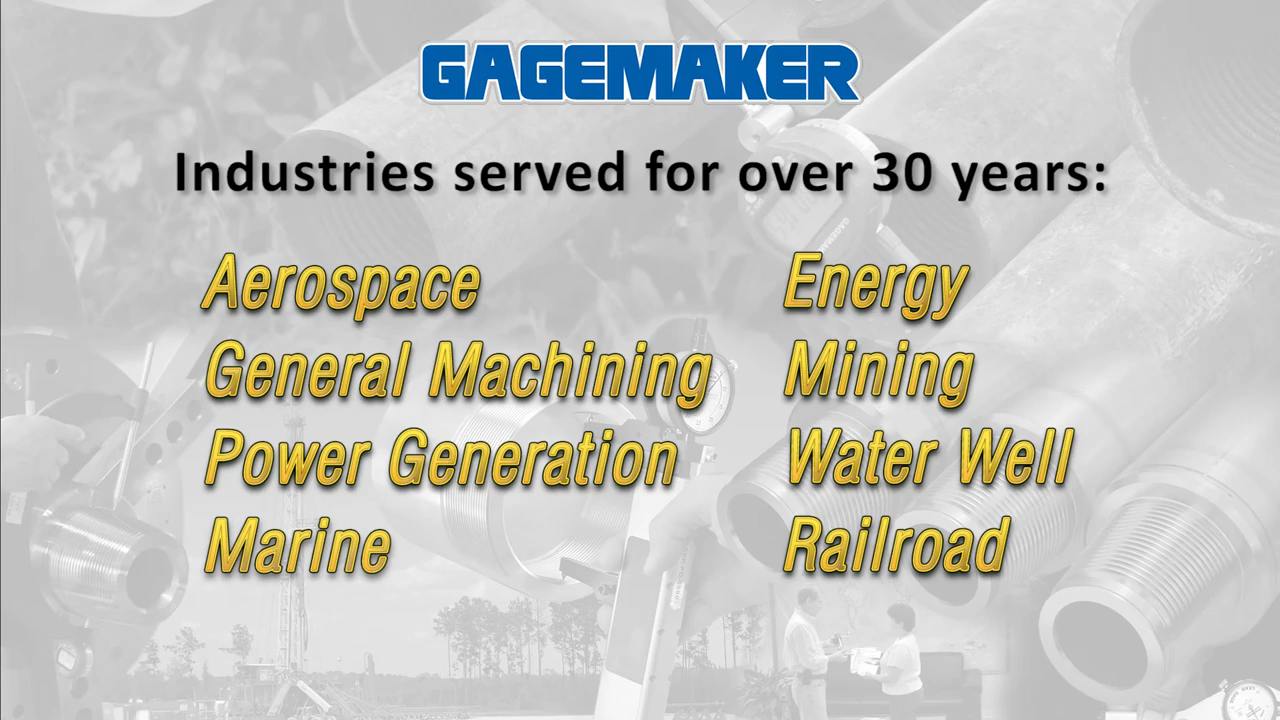 GAGEMAKER
Industries served for over 30 years:
Aerospace
General Machining
Power Generation
Marine
Energy
Mining
Water Well
Railroad